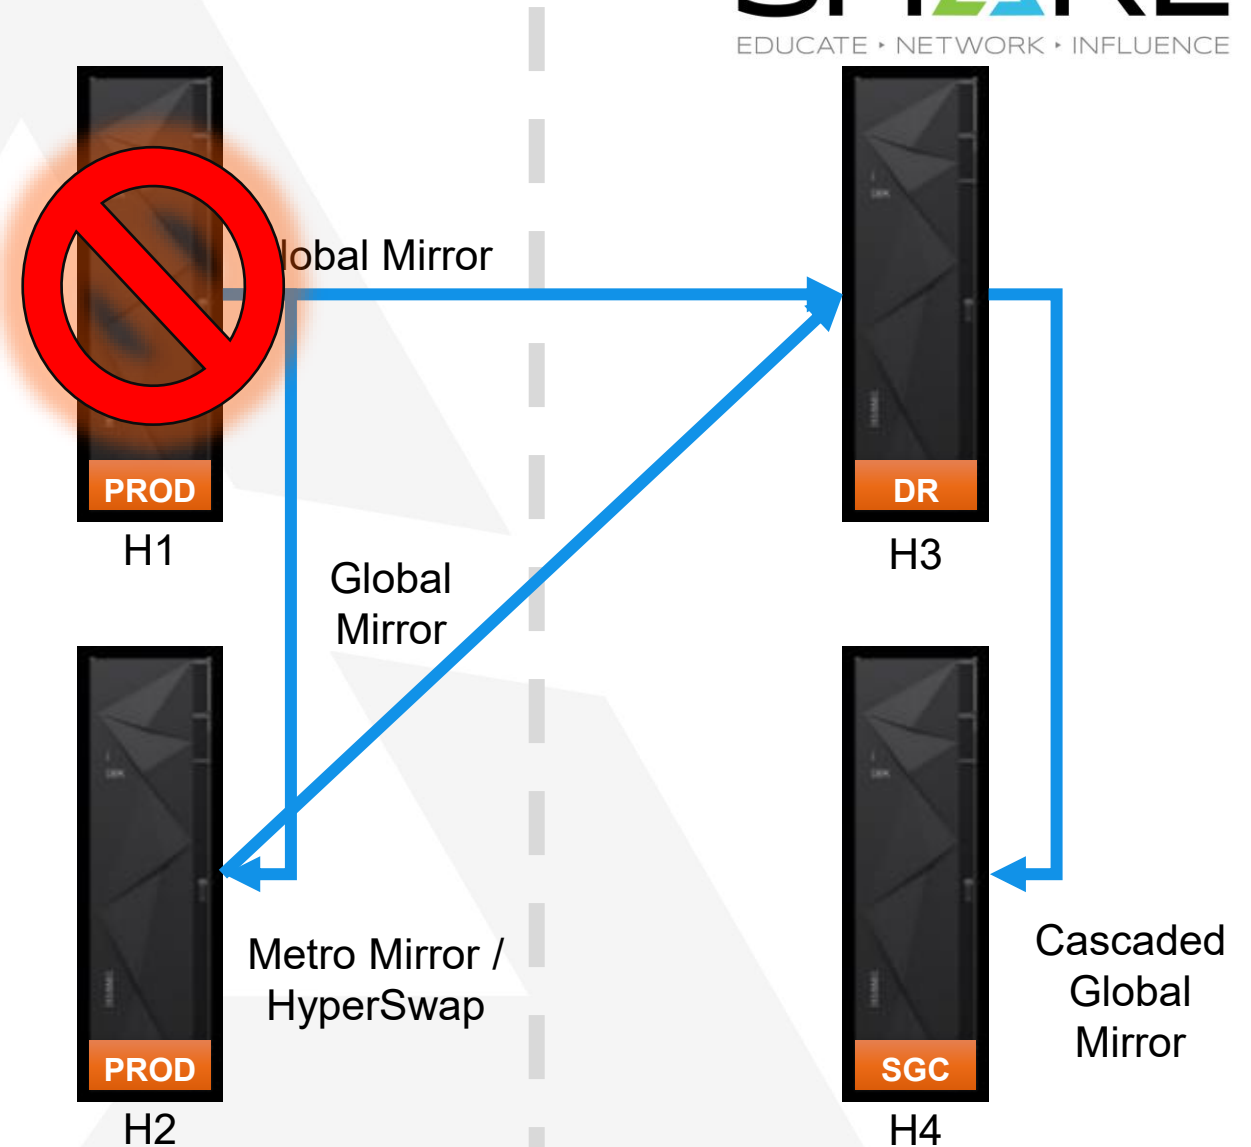 EDUCATE • NETWORK • INFLUENCE
lobal Mirror
PROD
H1
DR
H3
Global
Mirror
Metro Mirror /
HyperSwap
PROD
H2
Cascaded
Global
Mirror
SGC
H4